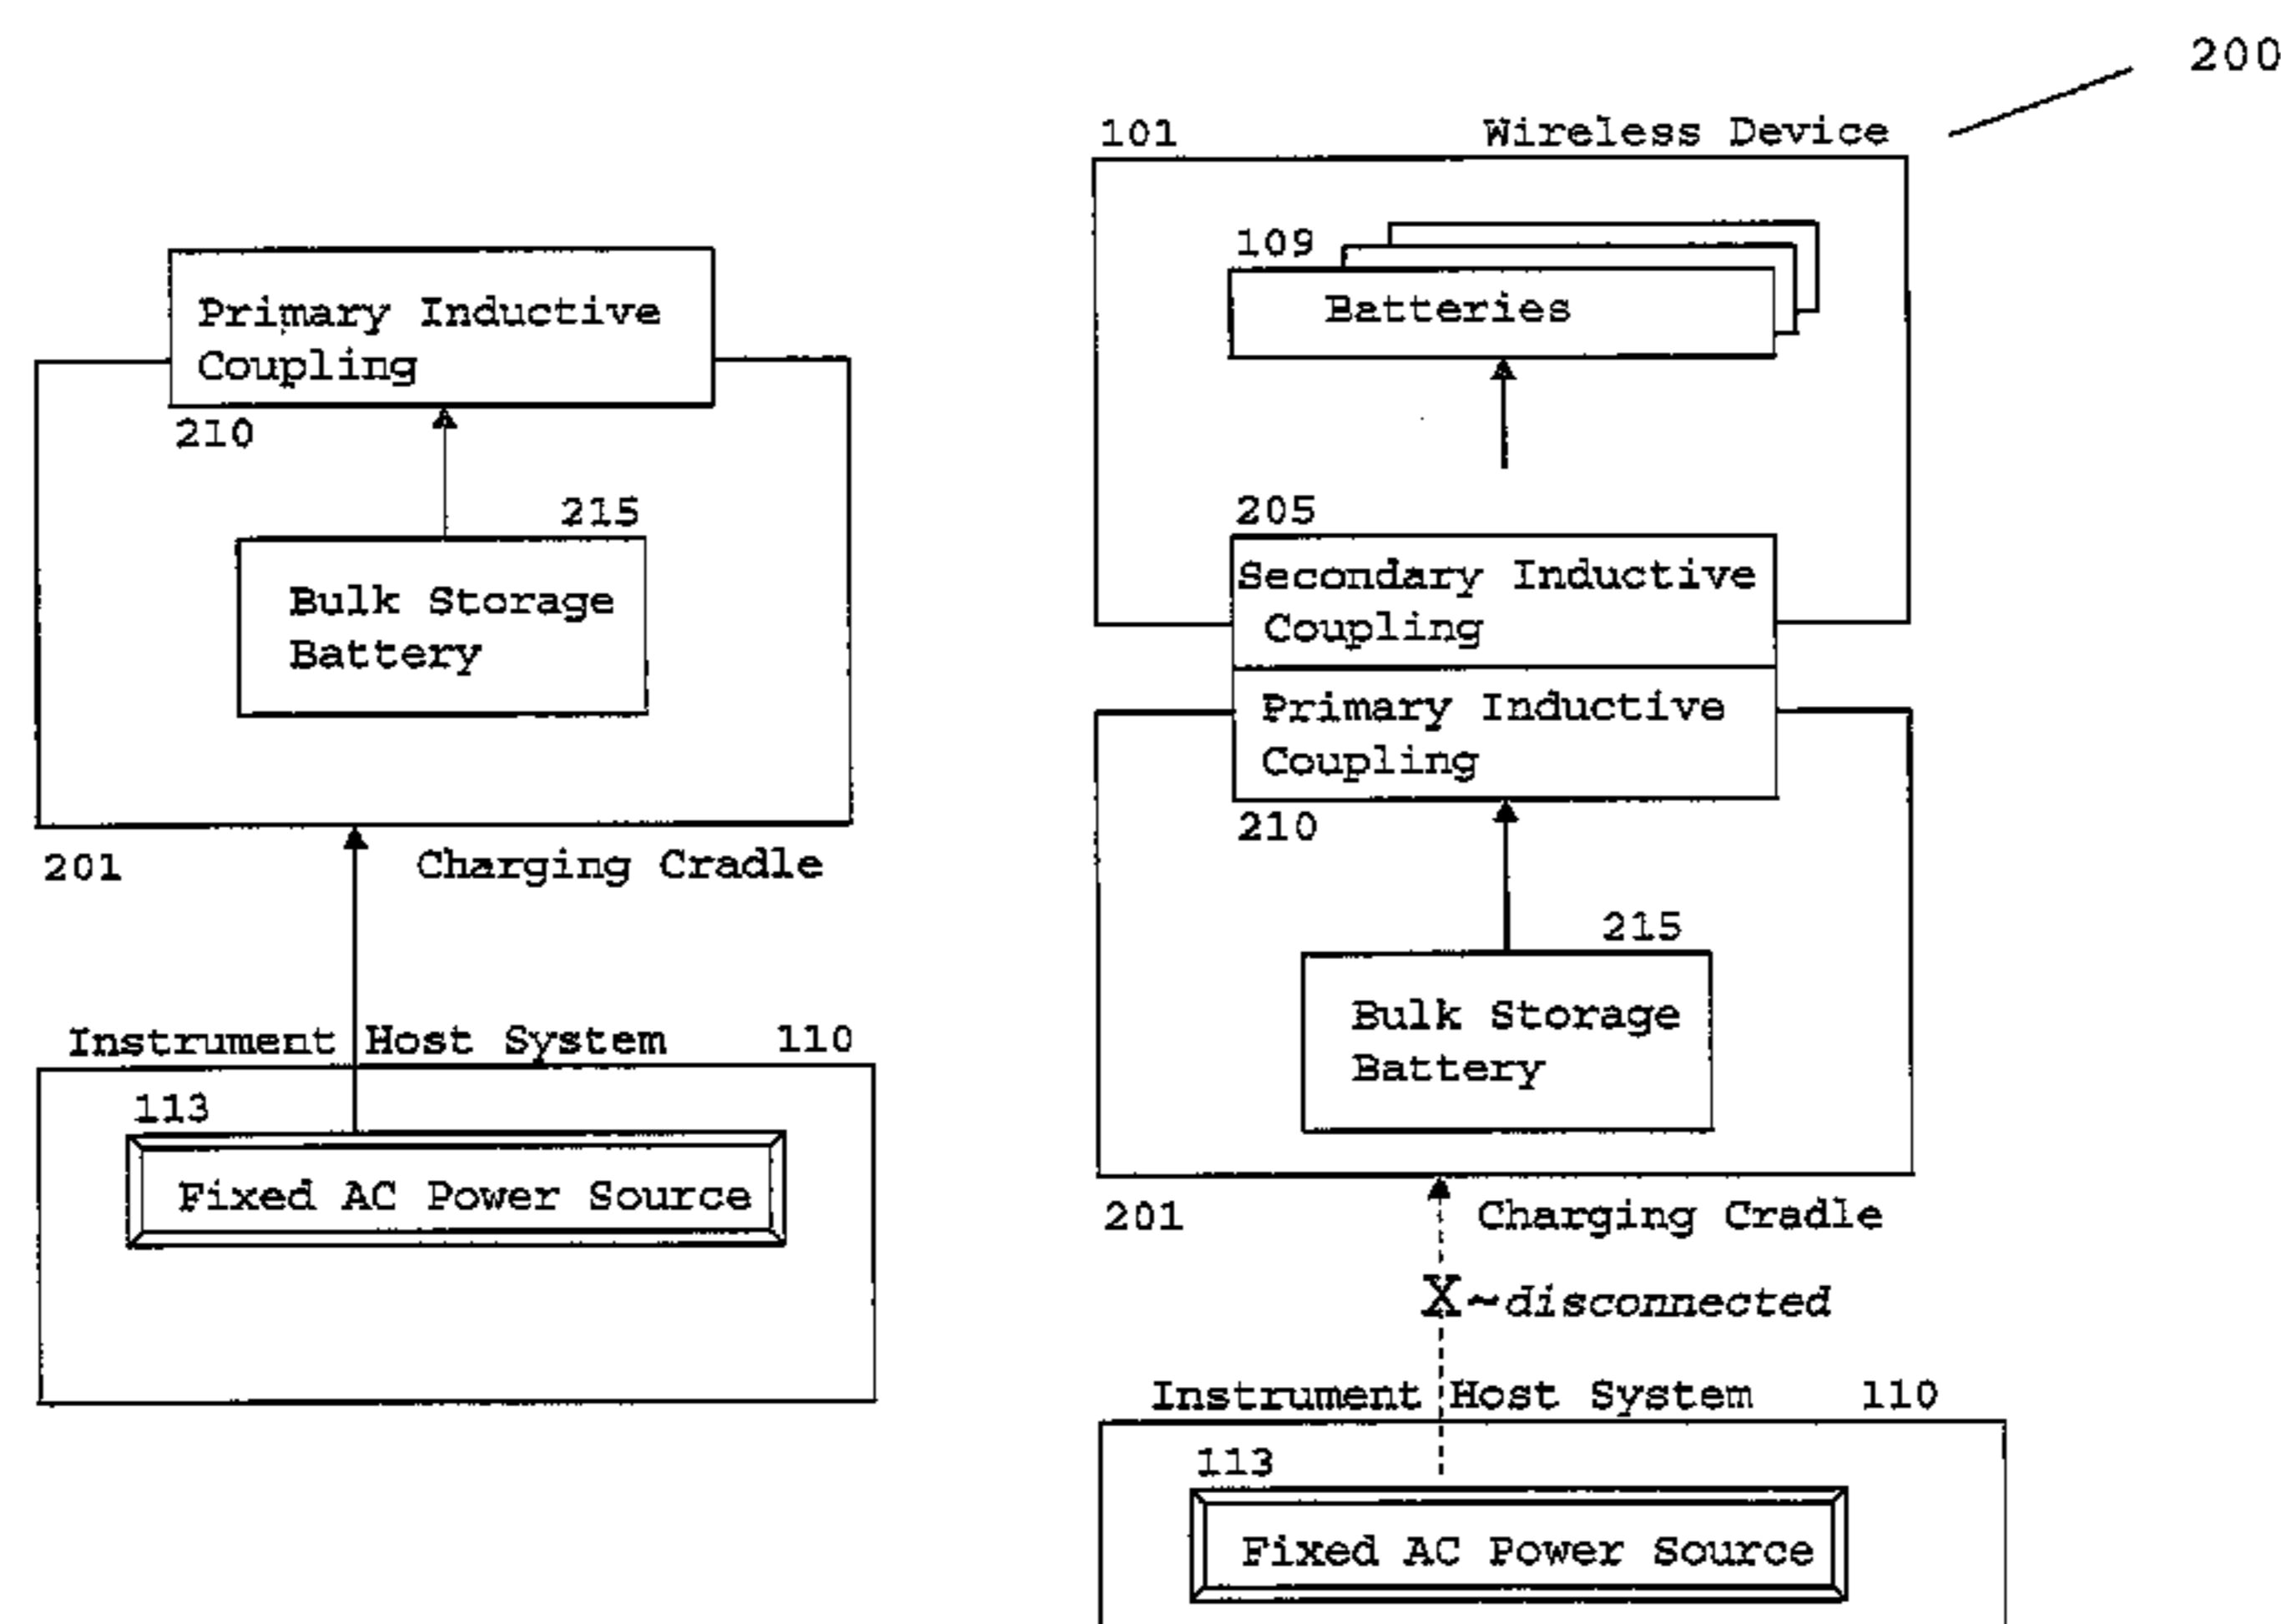 200
Primary Inductive
Coupling
210
215
Bulk Storage
Battery
201
Charging Cradle
Instrument Host System 110
113
Fixed AC Power Source
101
Wireless Device
109
Batteries
205
Secondary Inductive
Coupling
Primary Inductive
Coupling
210
215
Bulk Storage
Battery
201
Charging Cradle
X~disconnected
Instrument Host System 110
113
Fixed AC Power Source